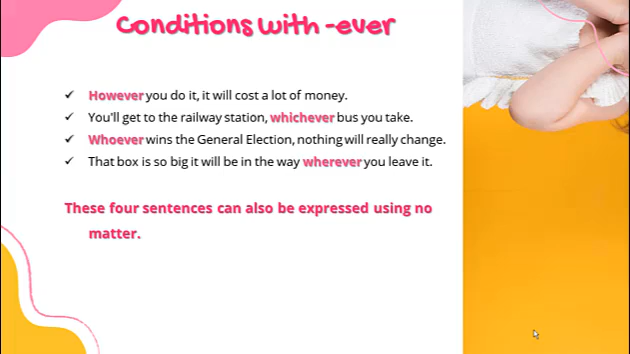 Conditions with -ever
✓ However you do it, it will cost a lot of money.
✓ You'll get to the railway station, whichever bus you take.
✓ Whoever wins the General Election, nothing will really change.
✓ That box is so big it will be in the way wherever you leave it.
These four sentences can also be expressed using no
matter.